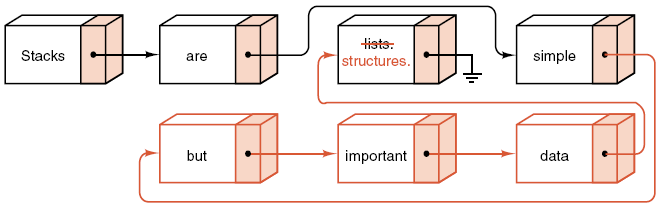 Stacks are lists. simple
structures.
but important data